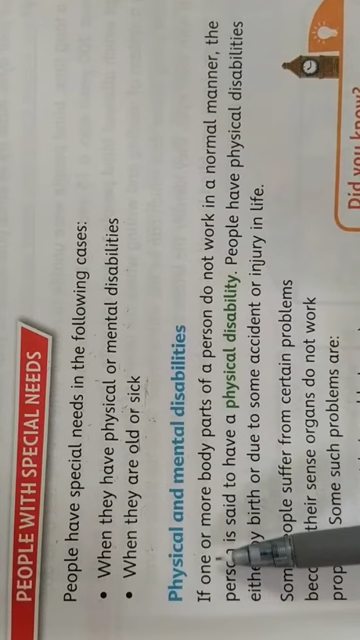 PEOPLE WITH SPECIAL NEEDS
People have special needs in the following cases:
• When they have physical or mental disabilities
• When they are old or sick
Physical and mental disabilities
If one or more body parts of a person do not work in a normal manner, the
is said to have a physical disability. People have physical disabilities
by birth or due to some accident or injury in life.
suffer from certain problems
their sense organs do not work
Some such problems are:
Did you know?